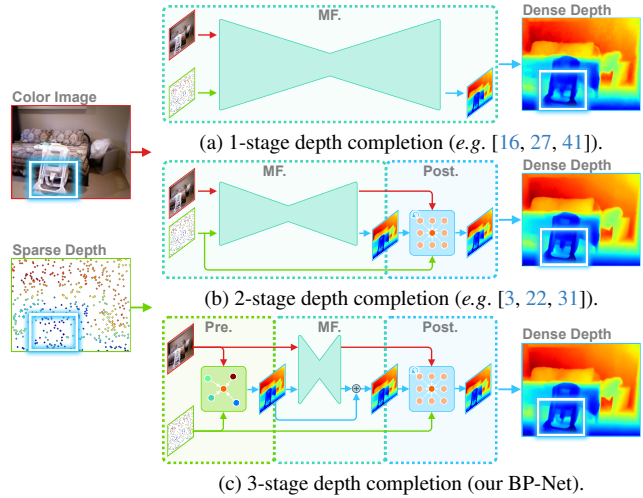 MF.
Dense Depth
Color Image
(a) 1-stage depth completion (e.g. [16, 27, 41]).
MF.
Post.
Dense Depth
Sparse Depth
(b) 2-stage depth completion (e.g. [3, 22, 31]).
Pre.
MF.
Post.
Dense Depth
(c) 3-stage depth completion (our BP-Net).